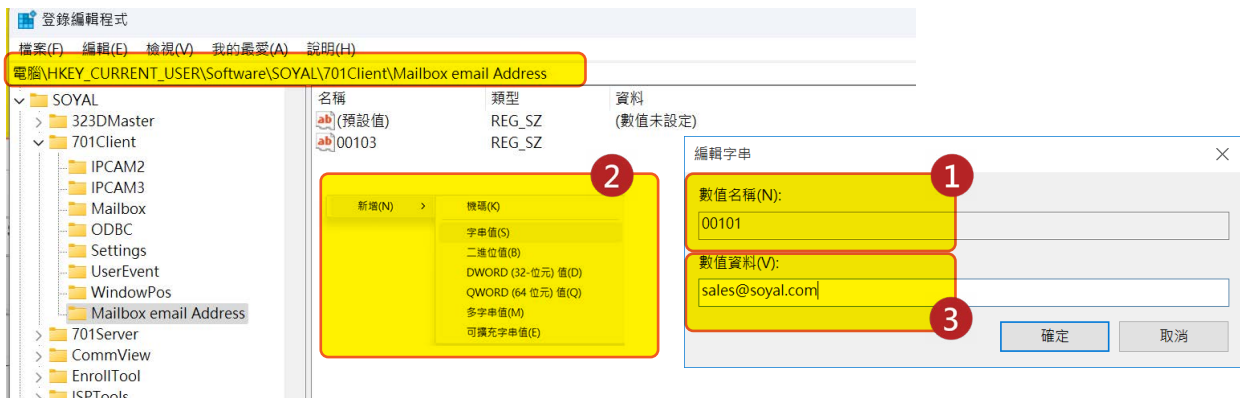 登錄編輯程式
檔案(F) 編輯(E) 檢視(V) 我的最愛(A) 說明(H)
電腦\HKEY_CURRENT_USER\Software\SOYAL\701Client\Mailbox email Address
SOYAL
323DMaster
701Client
IPCAM2
IPCAM3
Mailbox
ODBC
Settings
UserEvent
WindowPos
Mailbox email Address
701Server
CommView
EnrollTool
ISPTools
名稱 類型 資料
ab (預設值) REG_SZ (數值未設定)
ab 00103 REG_SZ
2
新增(N) >
機碼(K)
字串值(S)
二進位值(B)
DWORD (32-位元) 值(D)
QWORD (64 位元) 值(Q)
多字串值(M)
可擴充字串值(E)
編輯字串
1
數值名稱(N):
00101
數值資料(V):
sales@soyal.com
3
確定 取消